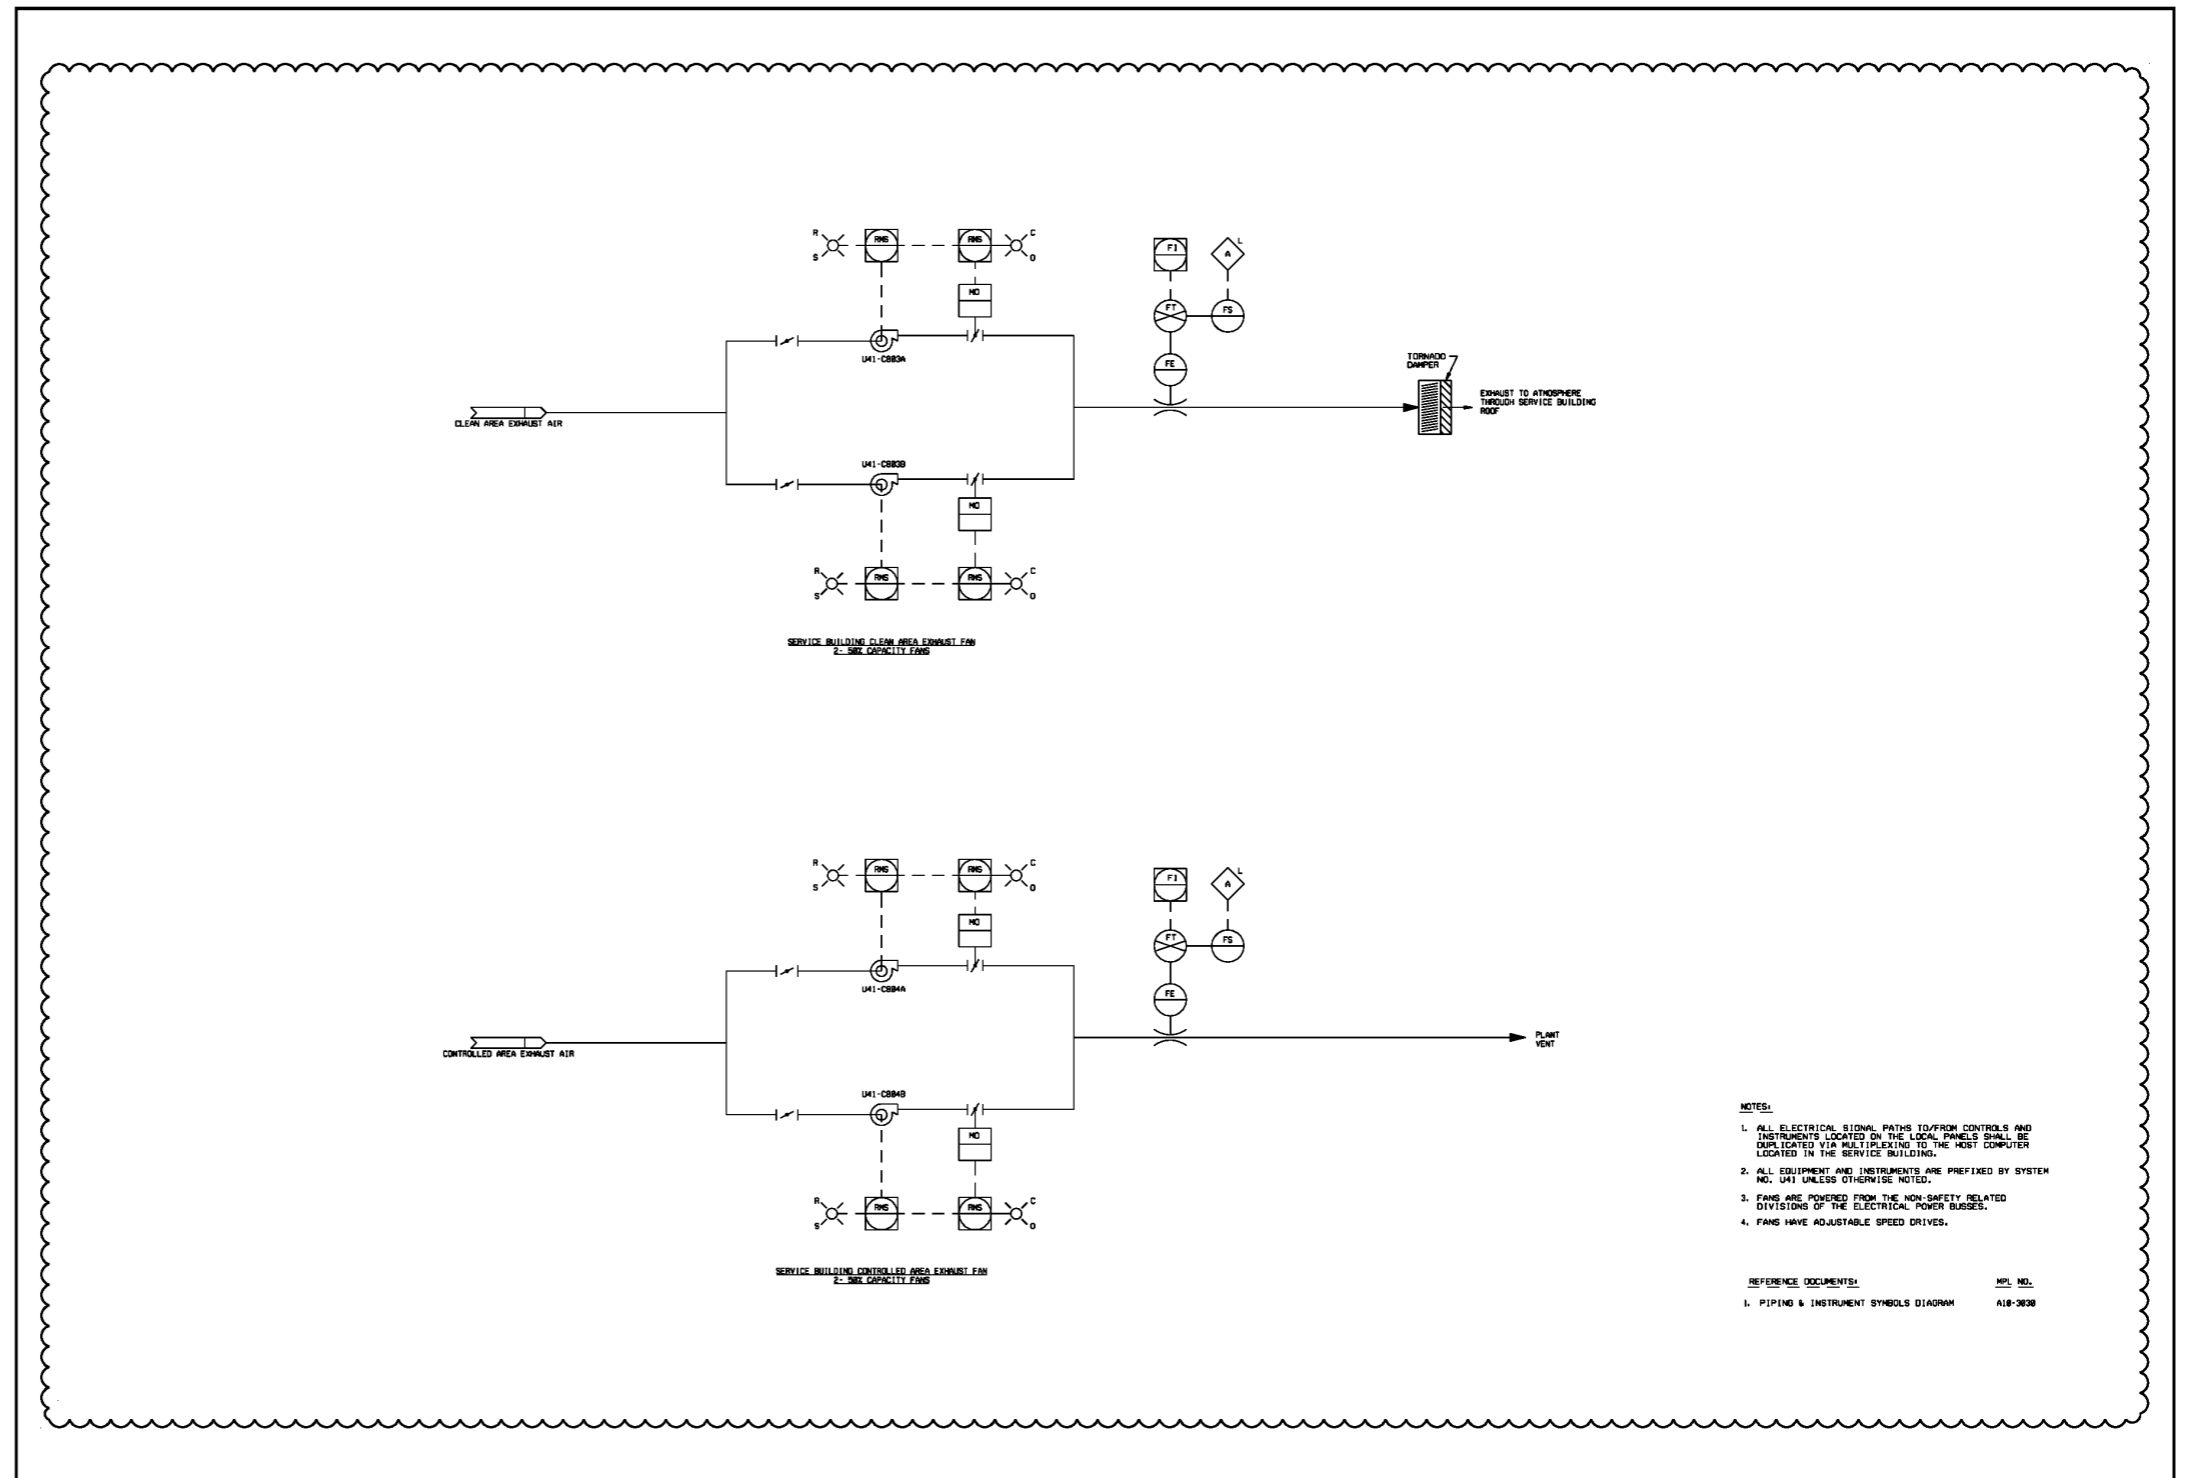 R
S
RMS
RMS
C
O
MO
U41-C803A
FI
A
L
FT
FS
FE
TORNADO
DAMPER
EXHAUST TO ATMOSPHERE
THROUGH SERVICE BUILDING
ROOF
CLEAN AREA EXHAUST AIR
U41-C803B
MO
R
S
RMS
RMS
C
O
SERVICE BUILDING CLEAN AREA EXHAUST FAN
2- 50% CAPACITY FANS
R
S
RMS
RMS
C
O
MO
U41-C804A
FI
A
L
FT
FS
FE
PLANT
VENT
CONTROLLED AREA EXHAUST AIR
U41-C804B
MO
R
S
RMS
RMS
C
O
SERVICE BUILDING CONTROLLED AREA EXHAUST FAN
2- 50% CAPACITY FANS
NOTES:
1. ALL ELECTRICAL SIGNAL PATHS TO/FROM CONTROLS AND
INSTRUMENTS LOCATED ON THE LOCAL PANELS SHALL BE
DUPLICATED VIA MULTIPLEXING TO THE HOST COMPUTER
LOCATED IN THE SERVICE BUILDING.
2. ALL EQUIPMENT AND INSTRUMENTS ARE PREFIXED BY SYSTEM
NO. U41 UNLESS OTHERWISE NOTED.
3. FANS ARE POWERED FROM THE NON-SAFETY RELATED
DIVISIONS OF THE ELECTRICAL POWER BUSSES.
4. FANS HAVE ADJUSTABLE SPEED DRIVES.
REFERENCE DOCUMENTS: MPL NO.
1. PIPING & INSTRUMENT SYMBOLS DIAGRAM A10-3030